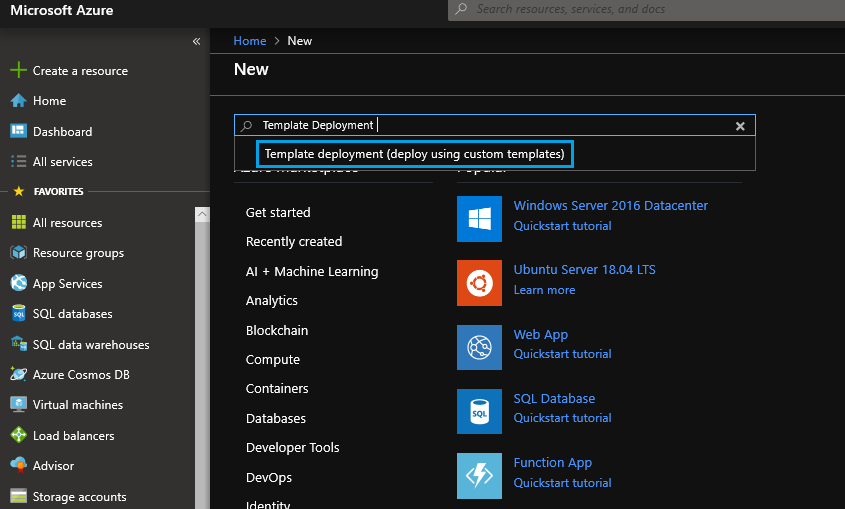 Microsoft Azure
Search resources, services, and docs
«
Home > New
New
Create a resource
Home
Dashboard
All services
FAVORITES
All resources
Resource groups
App Services
SQL databases
SQL data warehouses
Azure Cosmos DB
Virtual machines
Load balancers
Advisor
Storage accounts
Template Deployment
Template deployment (deploy using custom templates)
Azure Marketplace
Popular
Get started
Recently created
AI + Machine Learning
Analytics
Blockchain
Compute
Containers
Databases
Developer Tools
DevOps
Identity
Windows Server 2016 Datacenter
Quickstart tutorial
Ubuntu Server 18.04 LTS
Learn more
Web App
Quickstart tutorial
SQL
SQL Database
Quickstart tutorial
Function App
Quickstart tutorial